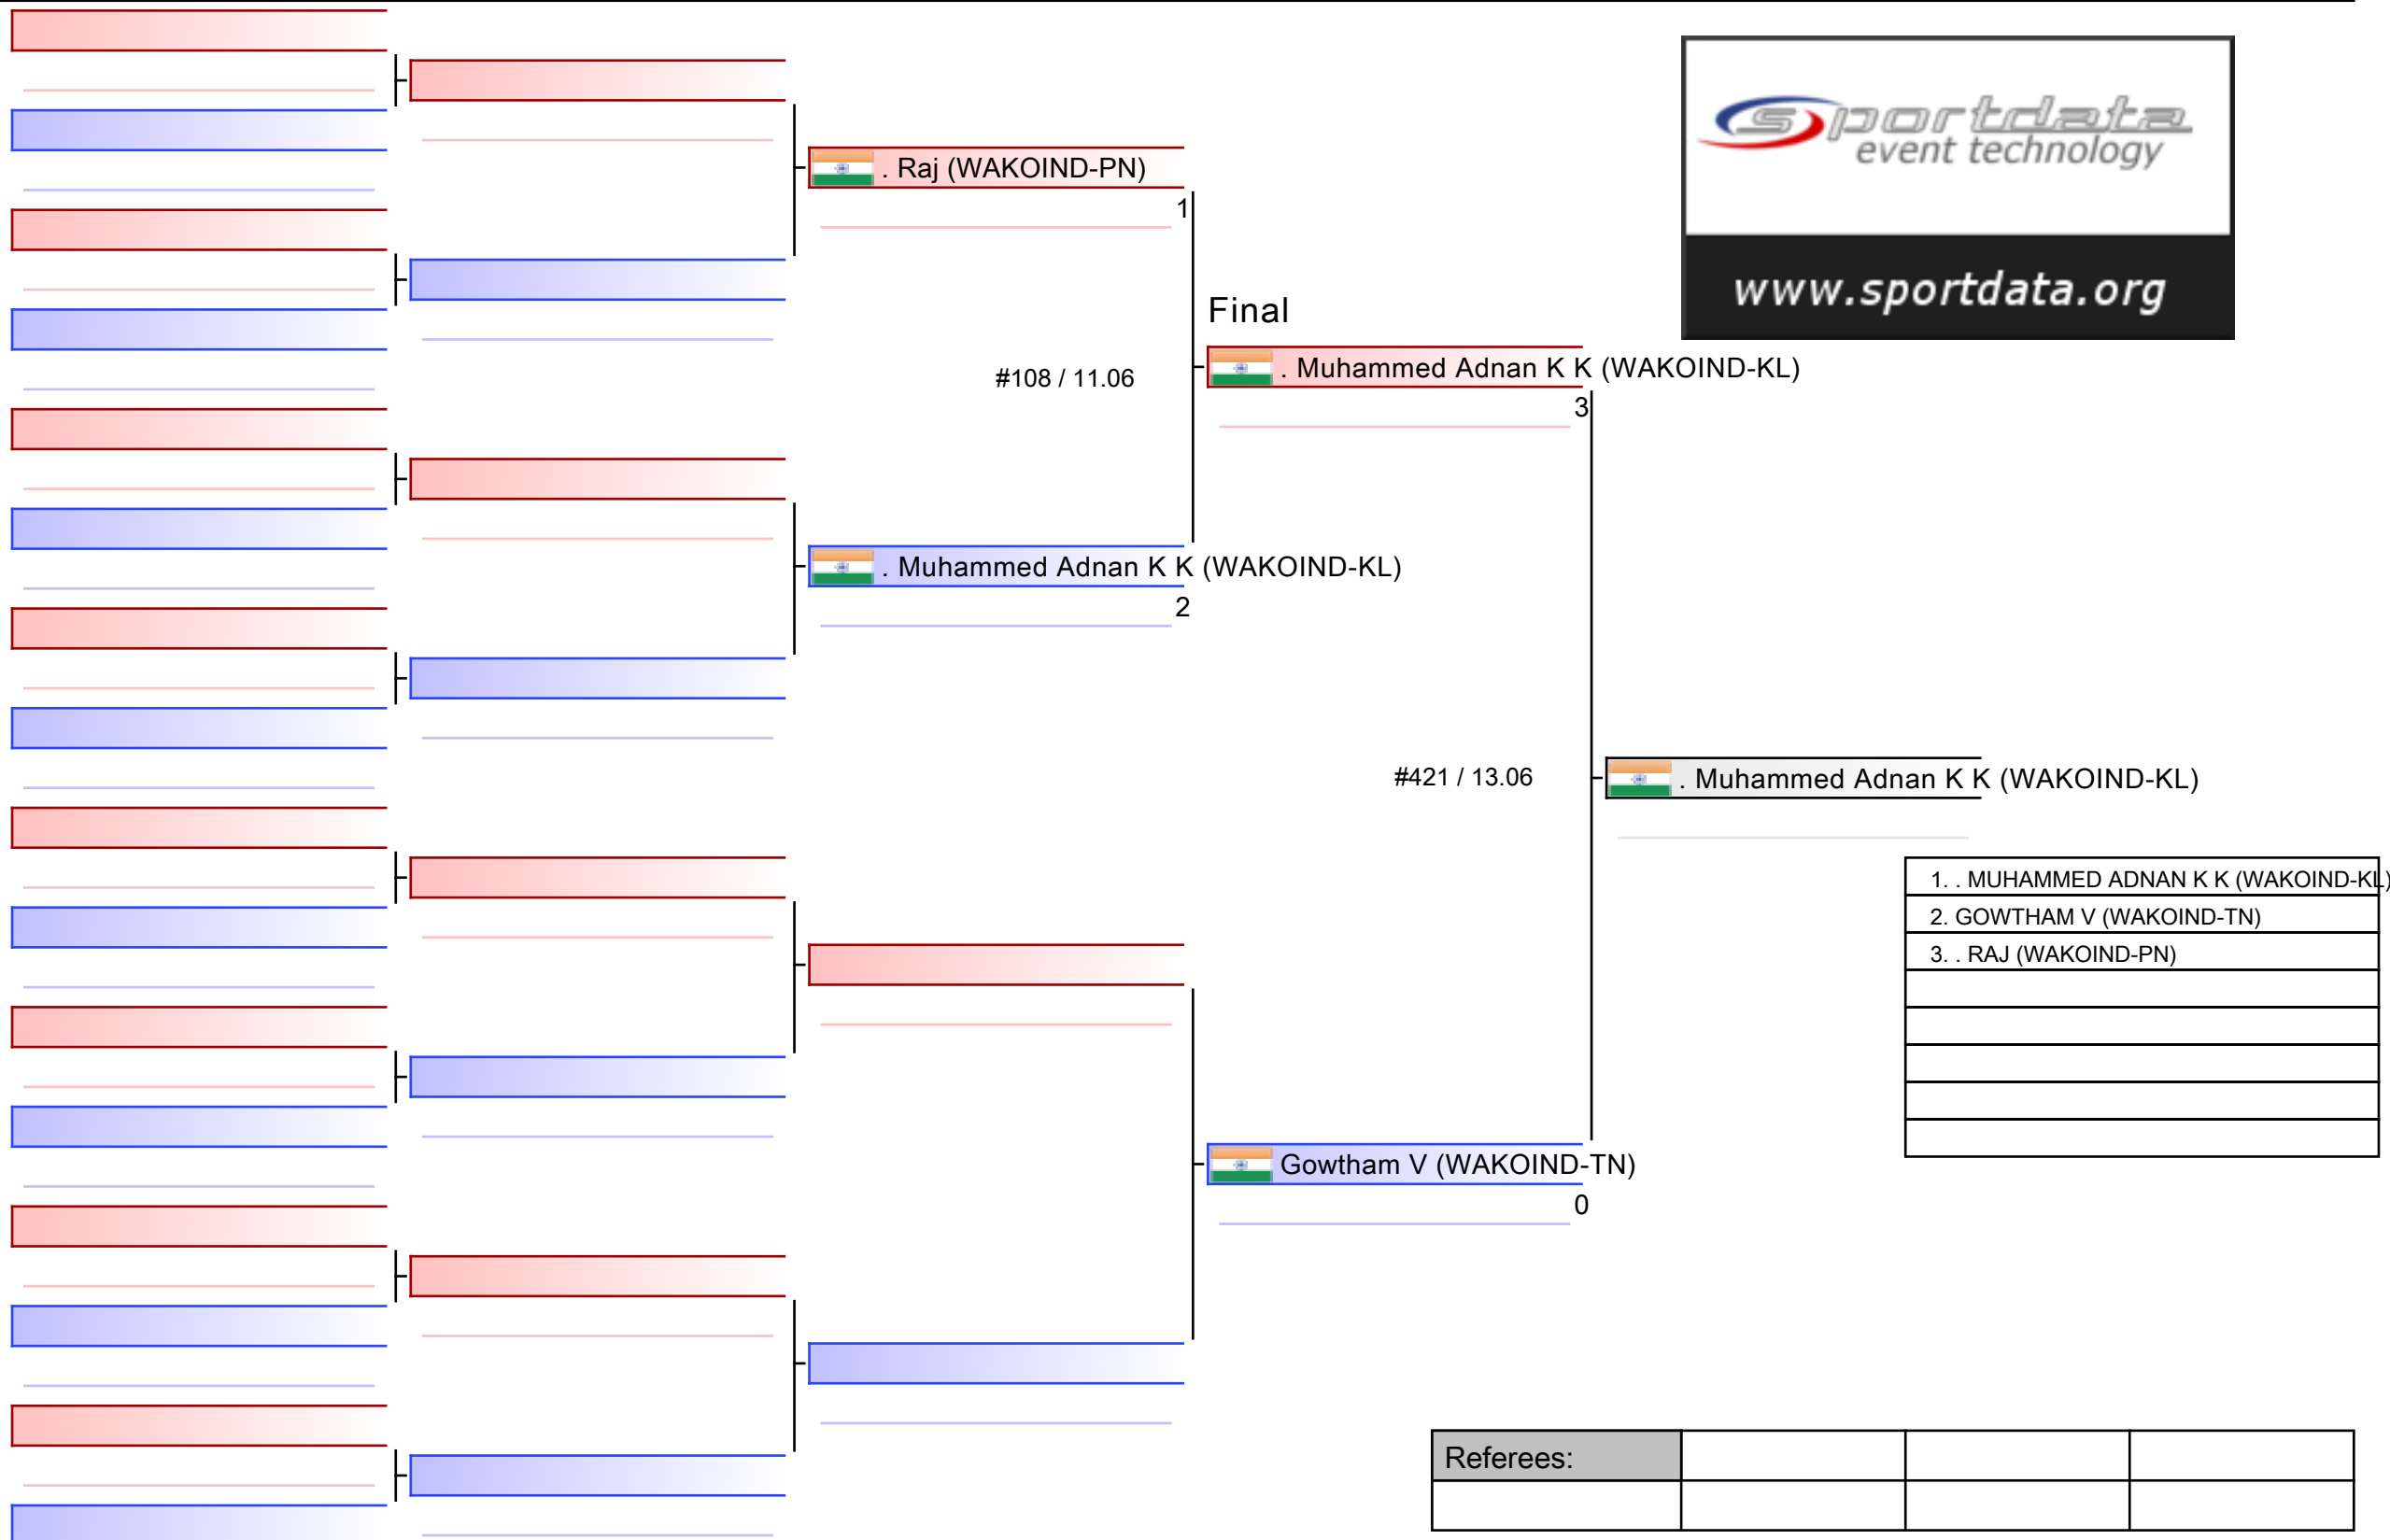 sportdata
event technology
www.sportdata.org
. Raj (WAKOIND-PN)
1
Final
#108 / 11.06
. Muhammed Adnan K K (WAKOIND-KL)
3
. Muhammed Adnan K K (WAKOIND-KL)
2
#421 / 13.06
. Muhammed Adnan K K (WAKOIND-KL)
1. . MUHAMMED ADNAN K K (WAKOIND-KL)
2. GOWTHAM V (WAKOIND-TN)
3. . RAJ (WAKOIND-PN)
Gowtham V (WAKOIND-TN)
0
Referees: